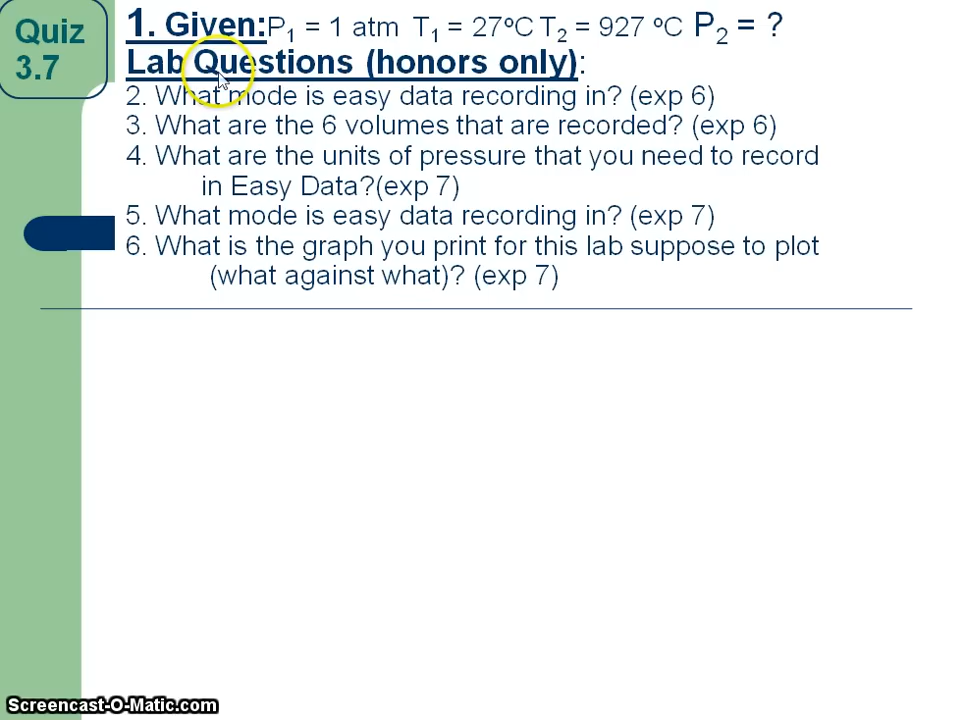 Quiz
3.7
1. Given:P₁ = 1 atm T₁ = 27ºC T₂ = 927 ºC P₂ = ?
Lab Questions (honors only):
2. What mode is easy data recording in? (exp 6)
3. What are the 6 volumes that are recorded? (exp 6)
4. What are the units of pressure that you need to record
in Easy Data?(exp 7)
5. What mode is easy data recording in? (exp 7)
6. What is the graph you print for this lab suppose to plot
(what against what)? (exp 7)
Screencast-O-Matic.com